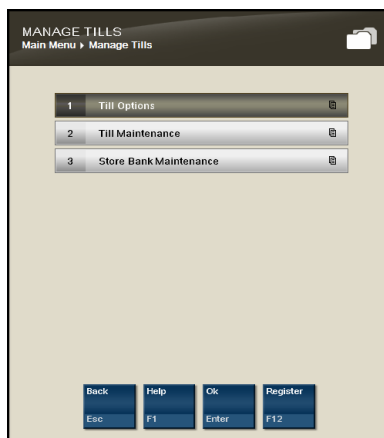 MANAGE TILLS
Main Menu ▸ Manage Tills
1 Till Options
2 Till Maintenance
3 Store Bank Maintenance
Back Help Ok Register
Esc F1 Enter F12